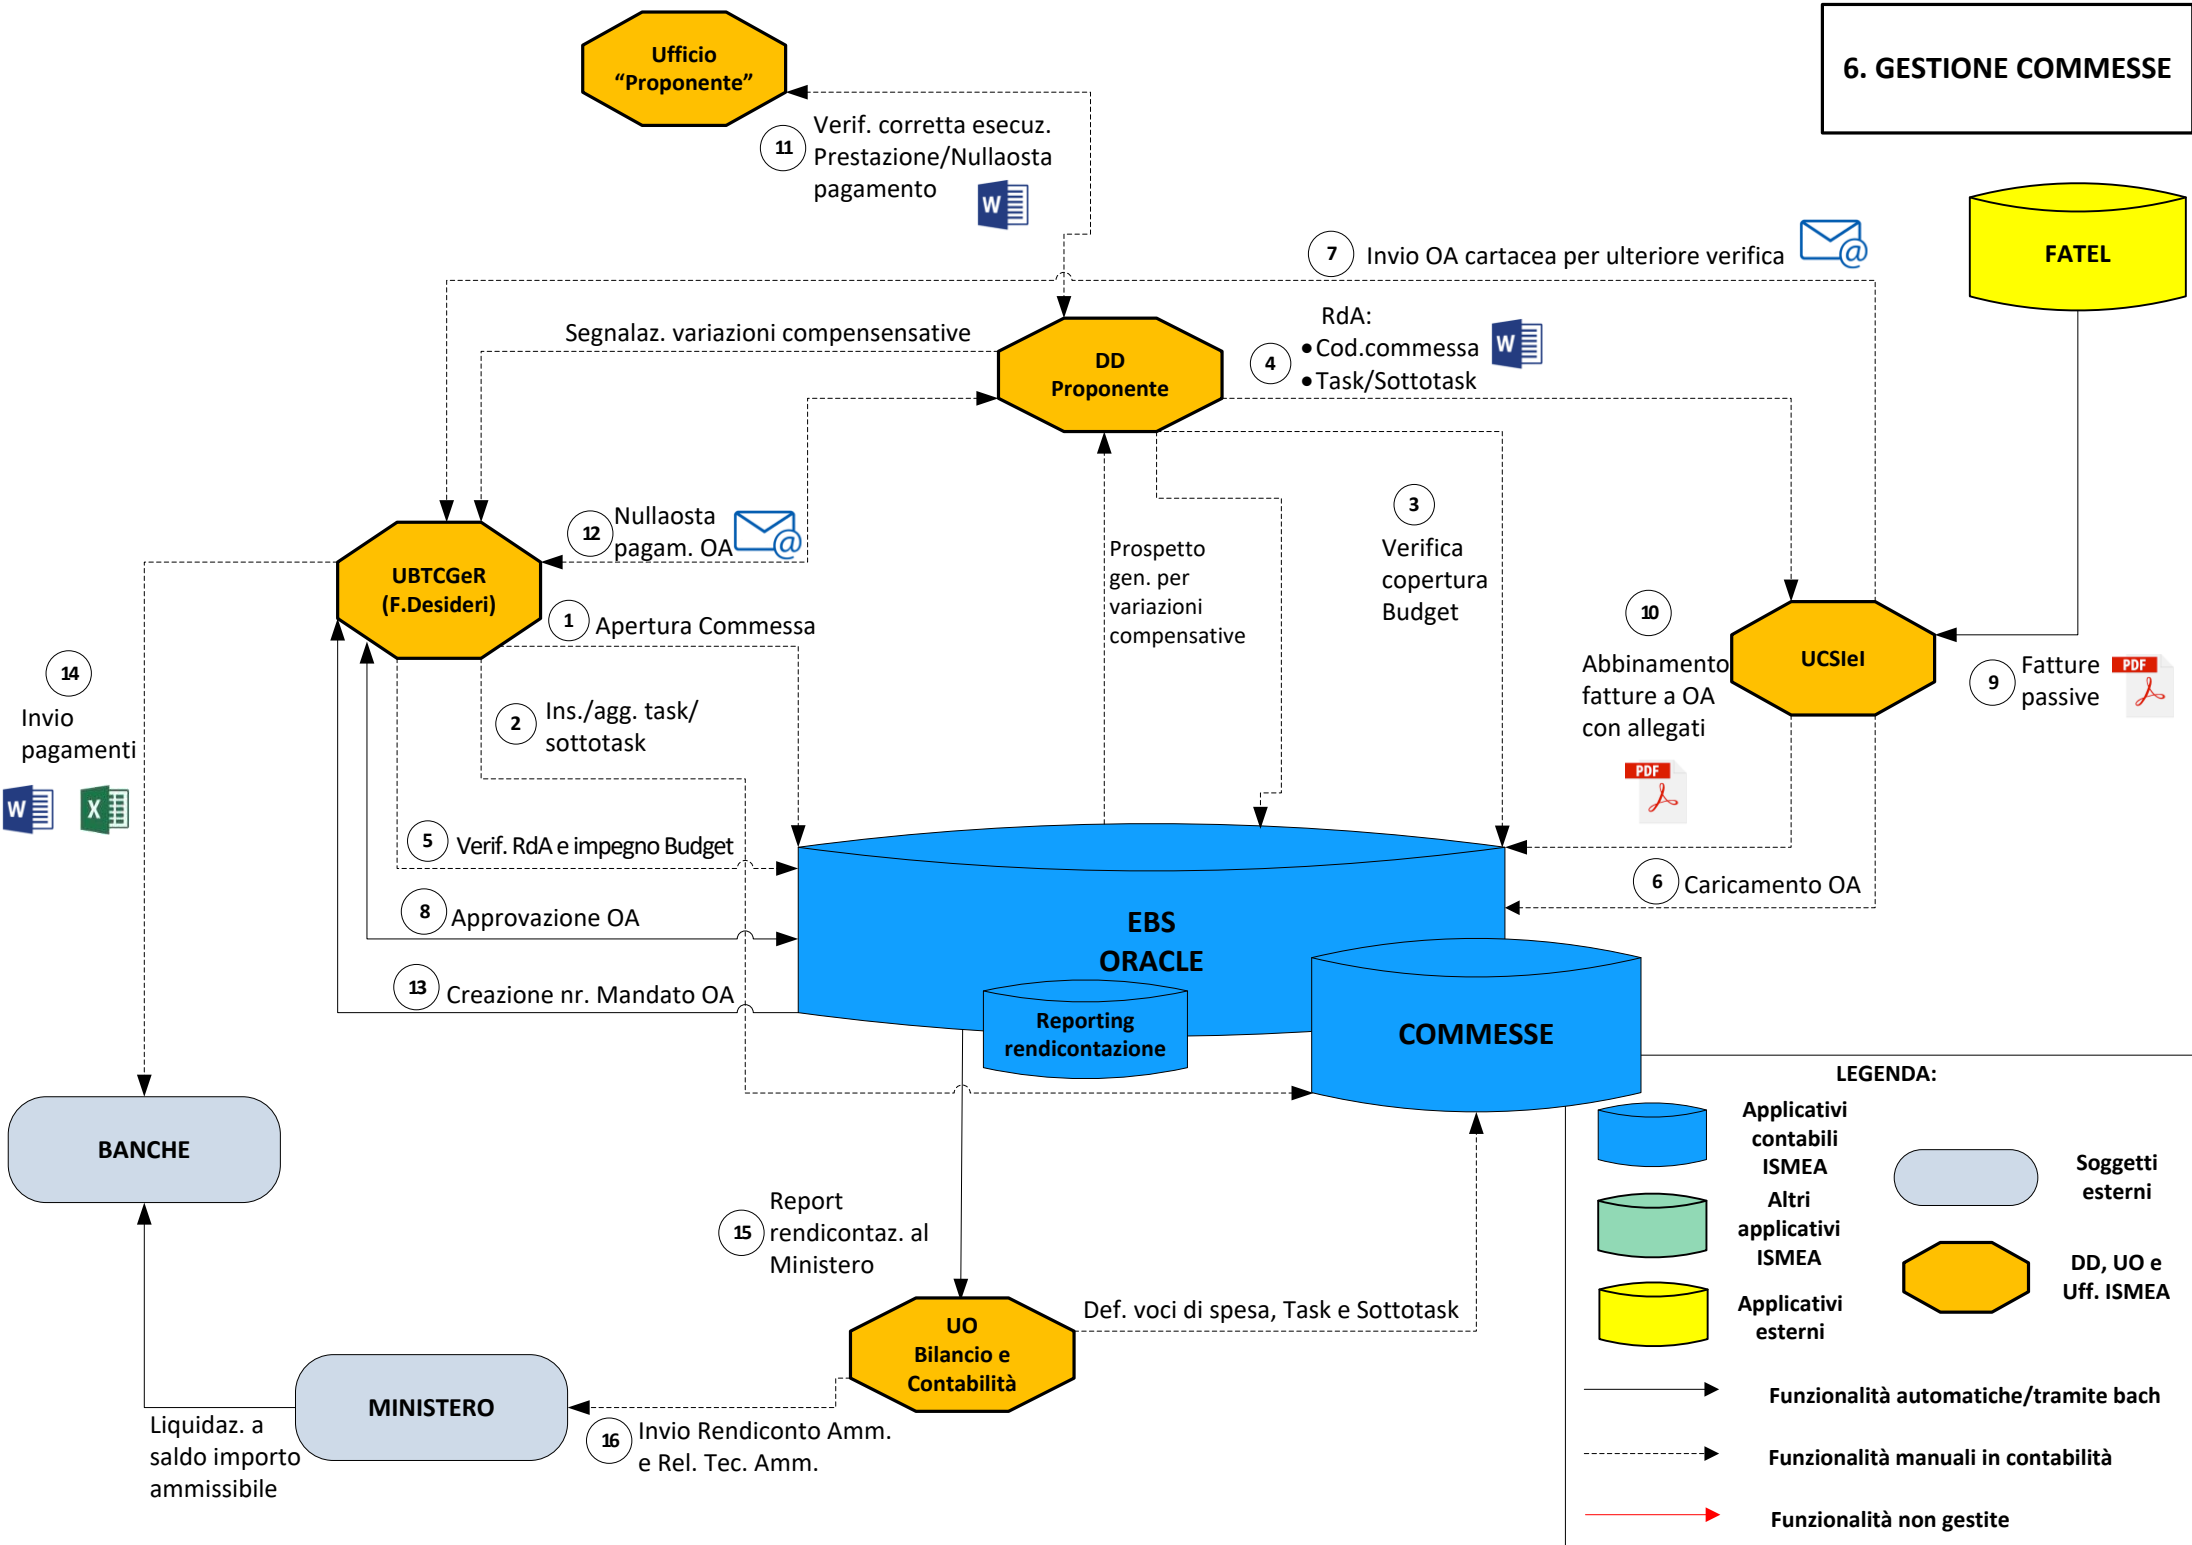 6. GESTIONE COMMESSE
Ufficio
“Proponente”
11
Verif. corretta esecuz.
Prestazione/Nullaosta
pagamento
W
7
Invio OA cartacea per ulteriore verifica
@
FATEL
Segnalaz. variazioni compensensative
DD
Proponente
4
RdA:
•Cod.commessa
•Task/Sottotask
W
12
Nullaosta
pagam. OA
@
3
Verifica
copertura
Budget
Prospetto
gen. per
variazioni
compensative
UBTCGeR
(F.Desideri)
1
Apertura Commessa
10
Abbinamento
fatture a OA
con allegati
PDF
UCSIeI
9
Fatture
passive
PDF
14
Invio
pagamenti
W
X
2
Ins./agg. task/
sottotask
5
Verif. RdA e impegno Budget
8
Approvazione OA
13
Creazione nr. Mandato OA
6
Caricamento OA
EBS
ORACLE
Reporting
rendicontazione
COMMESSE
BANCHE
15
Report
rendicontaz. al
Ministero
UO
Bilancio e
Contabilità
Def. voci di spesa, Task e Sottotask
MINISTERO
Liquidaz. a
saldo importo
ammissibile
16
Invio Rendiconto Amm.
e Rel. Tec. Amm.
LEGENDA:
Applicativi
contabili
ISMEA
Soggetti
esterni
Altri
applicativi
ISMEA
DD, UO e
Uff. ISMEA
Applicativi
esterni
Funzionalità automatiche/tramite bach
Funzionalità manuali in contabilità
Funzionalità non gestite